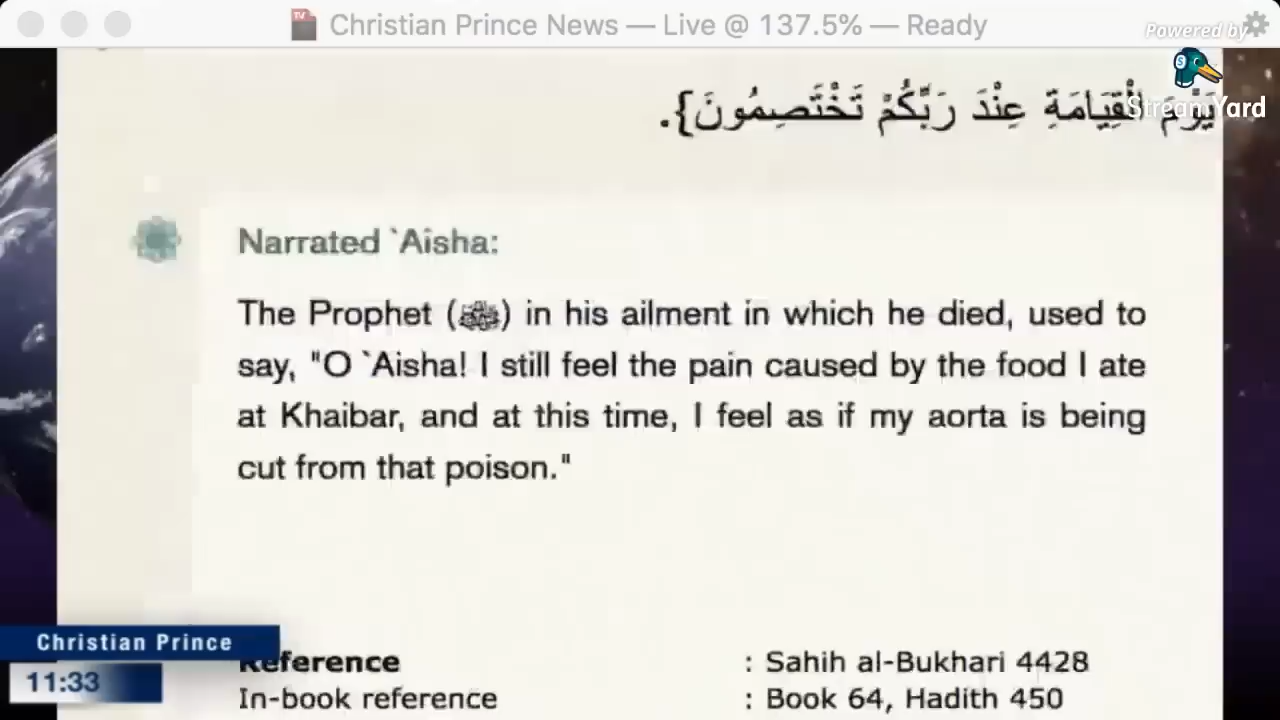 Christian Prince News — Live @ 137.5% — Ready
Powered by
StreamYard
يَوْمَ الْقِيَامَةِ عِنْدَ رَبِّكُمْ تَخْتَصِمُونَ}.
Narrated `Aisha:
The Prophet (ﷺ) in his ailment in which he died, used to
say, "O `Aisha! I still feel the pain caused by the food I ate
at Khaibar, and at this time, I feel as if my aorta is being
cut from that poison."
Christian Prince
11:33
Reference : Sahih al-Bukhari 4428
In-book reference : Book 64, Hadith 450